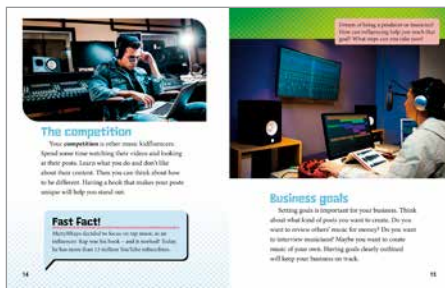 The competition
Your competition is other music kidfluencers.
Spend some time watching their videos and looking
at their posts. Learn what you do and don't like
about their content. Then you can think about how
to be different. Having a hook that makes your posts
unique will help you stand out.
Fast Fact!
decided to focus on rap music as an
influencer. Rap was his hook – and it worked! Today,
he has more than 13 million YouTube subscribers.
14
Dream of being a producer or musician?
How can influencing help you reach that
goal? What steps can you take now?
Business goals
Setting goals is important for your business. Think
about what kind of posts you want to create. Do you
want to review others' music for money? Do you want
to interview musicians? Maybe you want to create
music of your own. Having goals clearly outlined
will keep your business on track.
15